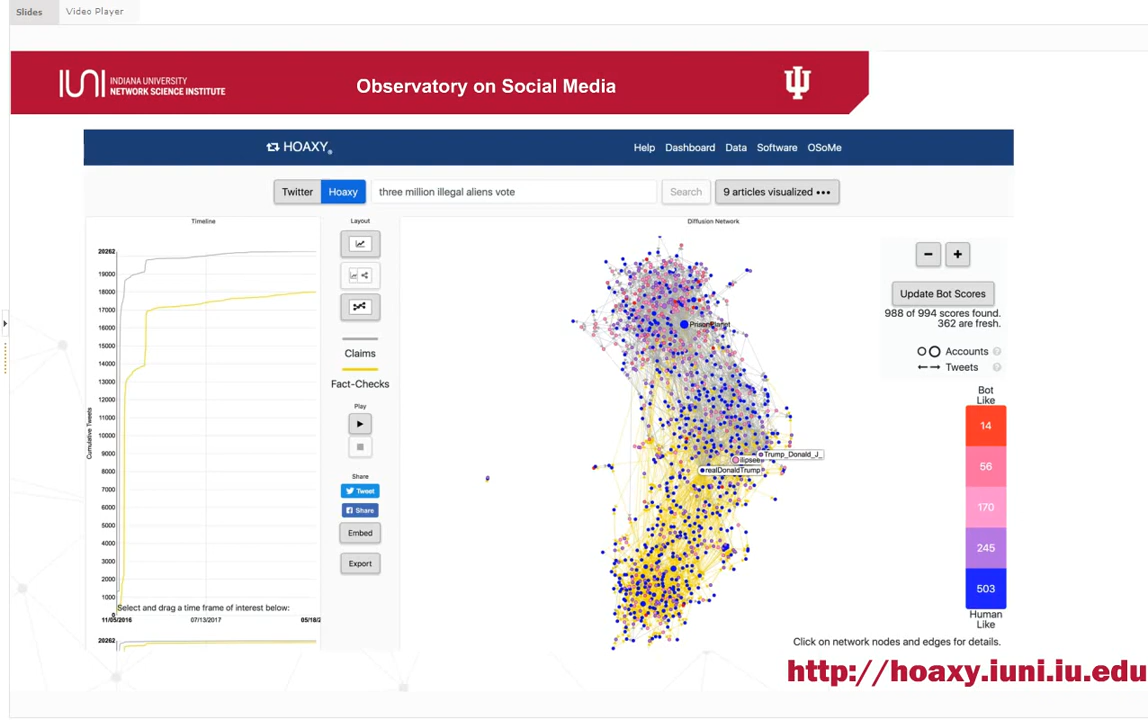 Slides
Video Player
INDIANA UNIVERSITY
NETWORK SCIENCE INSTITUTE
Observatory on Social Media
HOAXY®
Help
Dashboard
Data
Software
OSoMe
Twitter
Hoaxy
three million illegal aliens vote
Search
9 articles visualized •••
Timeline
Cumulative Tweets
20262
19000
18000
17000
16000
15000
14000
13000
12000
11000
10000
9000
8000
7000
6000
5000
4000
3000
2000
1000
0
Select and drag a time frame of interest below:
11/05/2016
07/13/2017
05/18/2
20262
Layout
Claims
Fact-Checks
Play
Share
Tweet
Share
Embed
Export
Diffusion Network
PrisonPlanet
Trump_Donald_J_
ilipsee
realDonaldTrump
Update Bot Scores
988 of 994 scores found.
362 are fresh.
Accounts ?
Tweets ?
Bot
Like
14
56
170
245
503
Human
Like
Click on network nodes and edges for details.
http://hoaxy.iuni.iu.edu